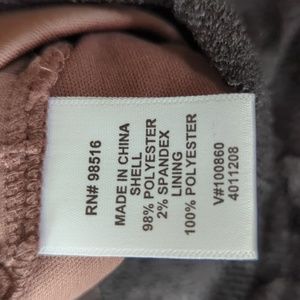 RN# 98516
MADE IN CHINA
SHELL
98% POLYESTER
2% SPANDEX
LINING
100% POLYESTER
V#100860
4011208